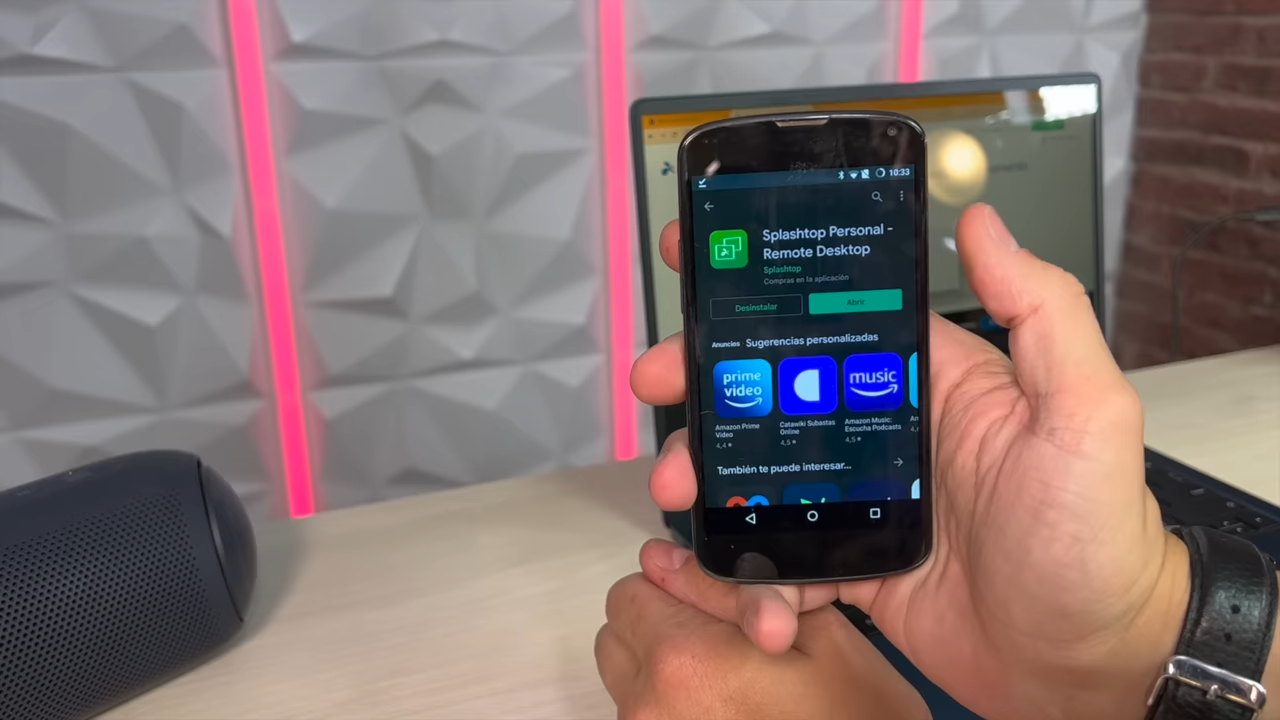 10:33
Splashtop Personal -
Remote Desktop
Splashtop
Compras en la aplicación
Desinstalar
Abrir
Anuncios · Sugerencias personalizadas
prime
video
music
Amazon Prime
Video
4,4 ★
Catawiki Subastas
Online
4,5 ★
Amazon Music:
Escucha Podcasts
4,5 ★
También te puede interesar...